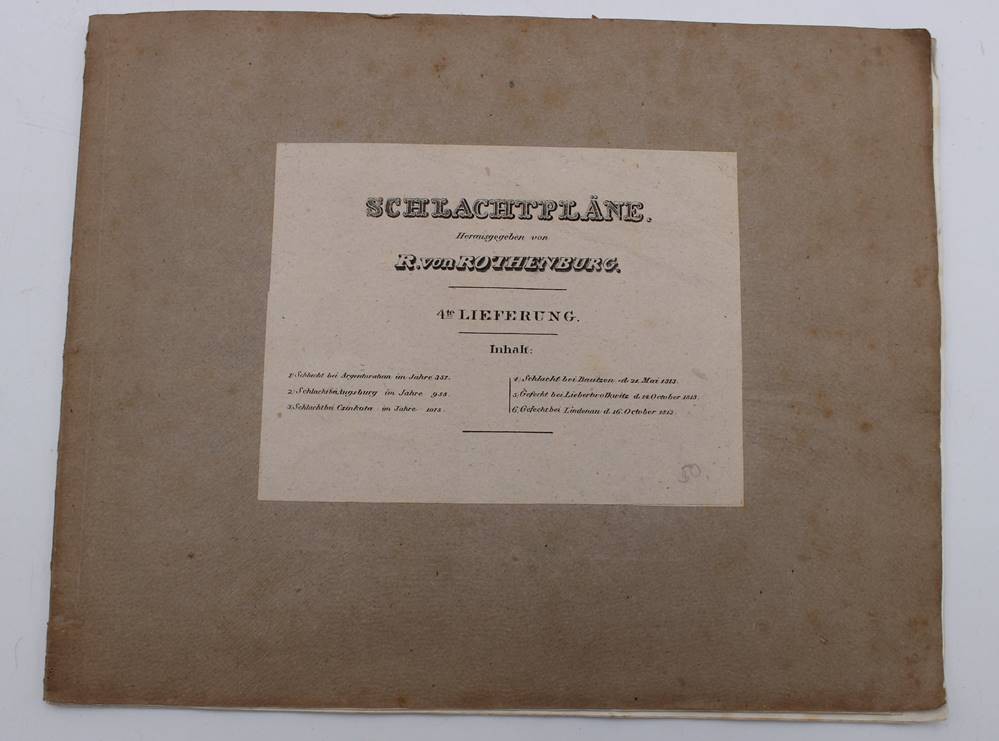 SCHLACHTPLÄNE.
Herausgegeben von
R. von ROTHENBURG.
4te LIEFERUNG.
Inhalt:
1, Schlacht bei Argentoratum im Jahre 357.
2, Schlacht bei Augsburg im Jahre 955.
3, Schlacht bei Czinkota im Jahre 1075.
4, Schlacht bei Bautzen d. 21. Mai 1813.
5, Gefecht bei Liebertwolkwitz d. 14. October 1813.
6, Gefecht bei Lindenau d. 16. October 1813.
50.